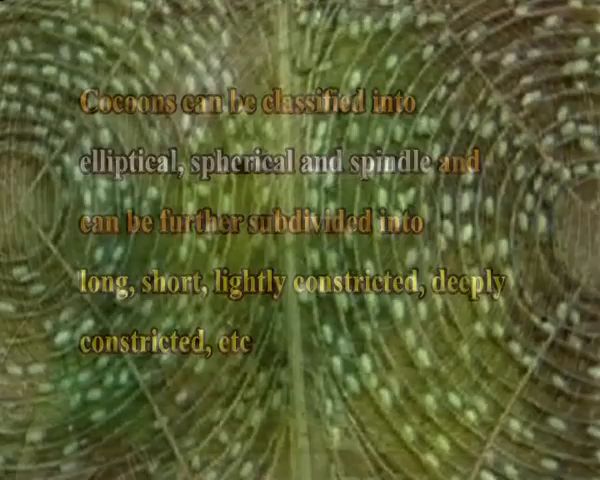 Cocoons can be classified into
elliptical, spherical and spindle and
can be further subdivided into
long, short, lightly constricted, deeply
constricted, etc